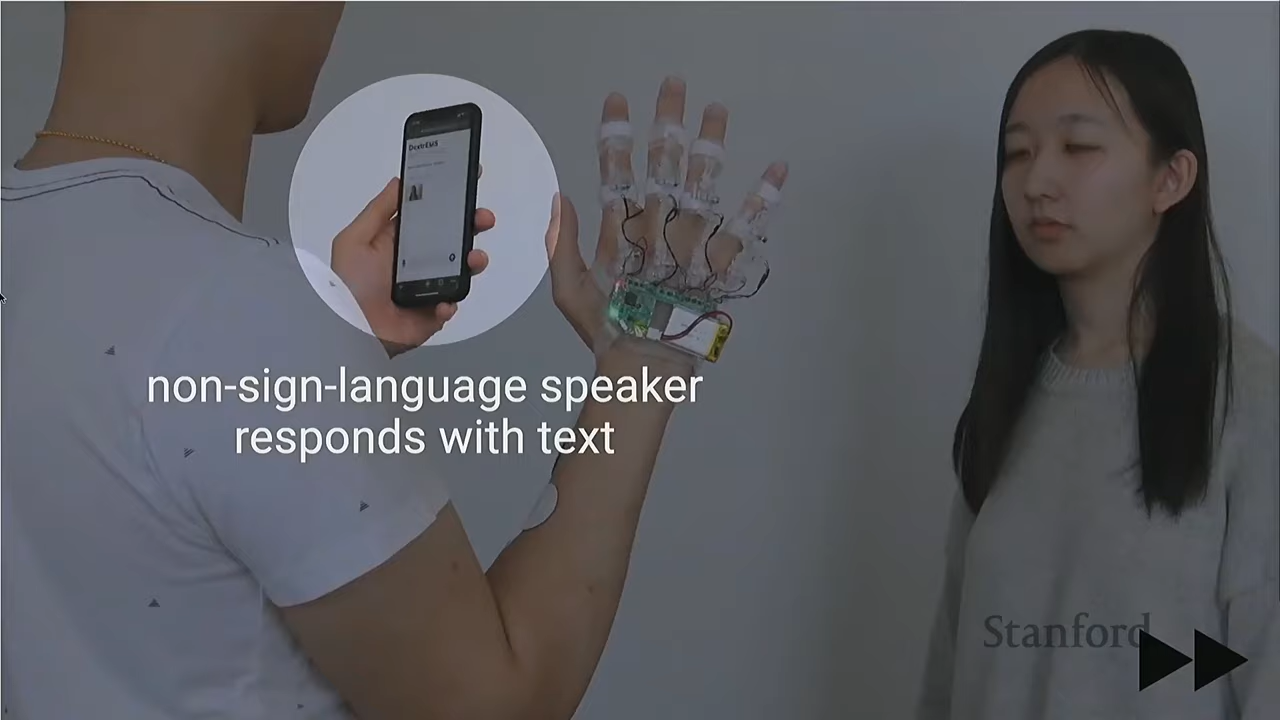 DextrEMS
non-sign-language speaker
responds with text
Stanford